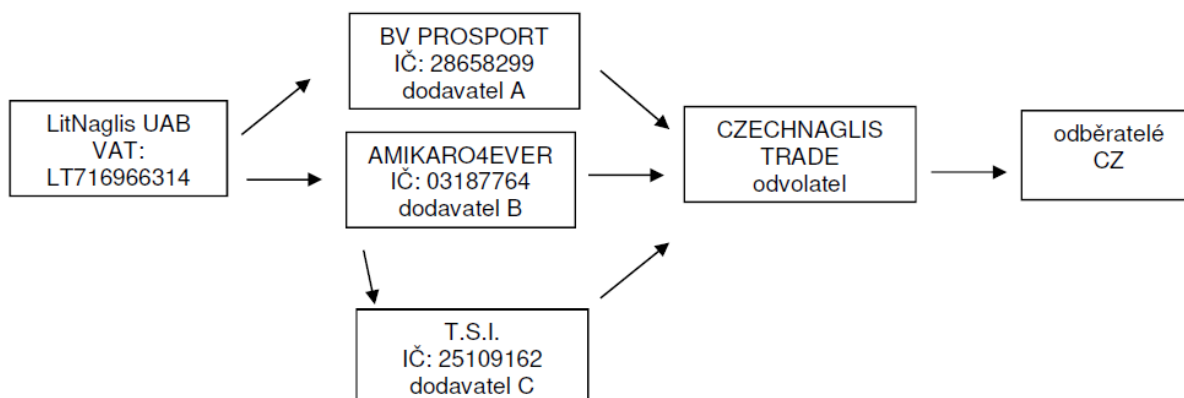 BV PROSPORT
IČ: 28658299
dodavatel A
LitNaglis UAB
VAT:
LT716966314
AMIKARO4EVER
IČ: 03187764
dodavatel B
CZECHNAGLIS
TRADE
odvolatel
odběratelé
CZ
T.S.I.
IČ: 25109162
dodavatel C